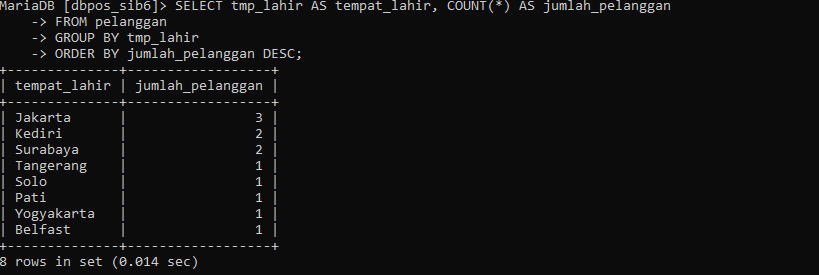 MariaDB [dbpos_sib6]> SELECT tmp_lahir AS tempat_lahir, COUNT(*) AS jumlah_pelanggan
    -> FROM pelanggan
    -> GROUP BY tmp_lahir
    -> ORDER BY jumlah_pelanggan DESC;
+--------------+------------------+
| tempat_lahir | jumlah_pelanggan |
+--------------+------------------+
| Jakarta      |                3 |
| Kediri       |                2 |
| Surabaya     |                2 |
| Tangerang    |                1 |
| Solo         |                1 |
| Pati         |                1 |
| Yogyakarta   |                1 |
| Belfast      |                1 |
+--------------+------------------+
8 rows in set (0.014 sec)